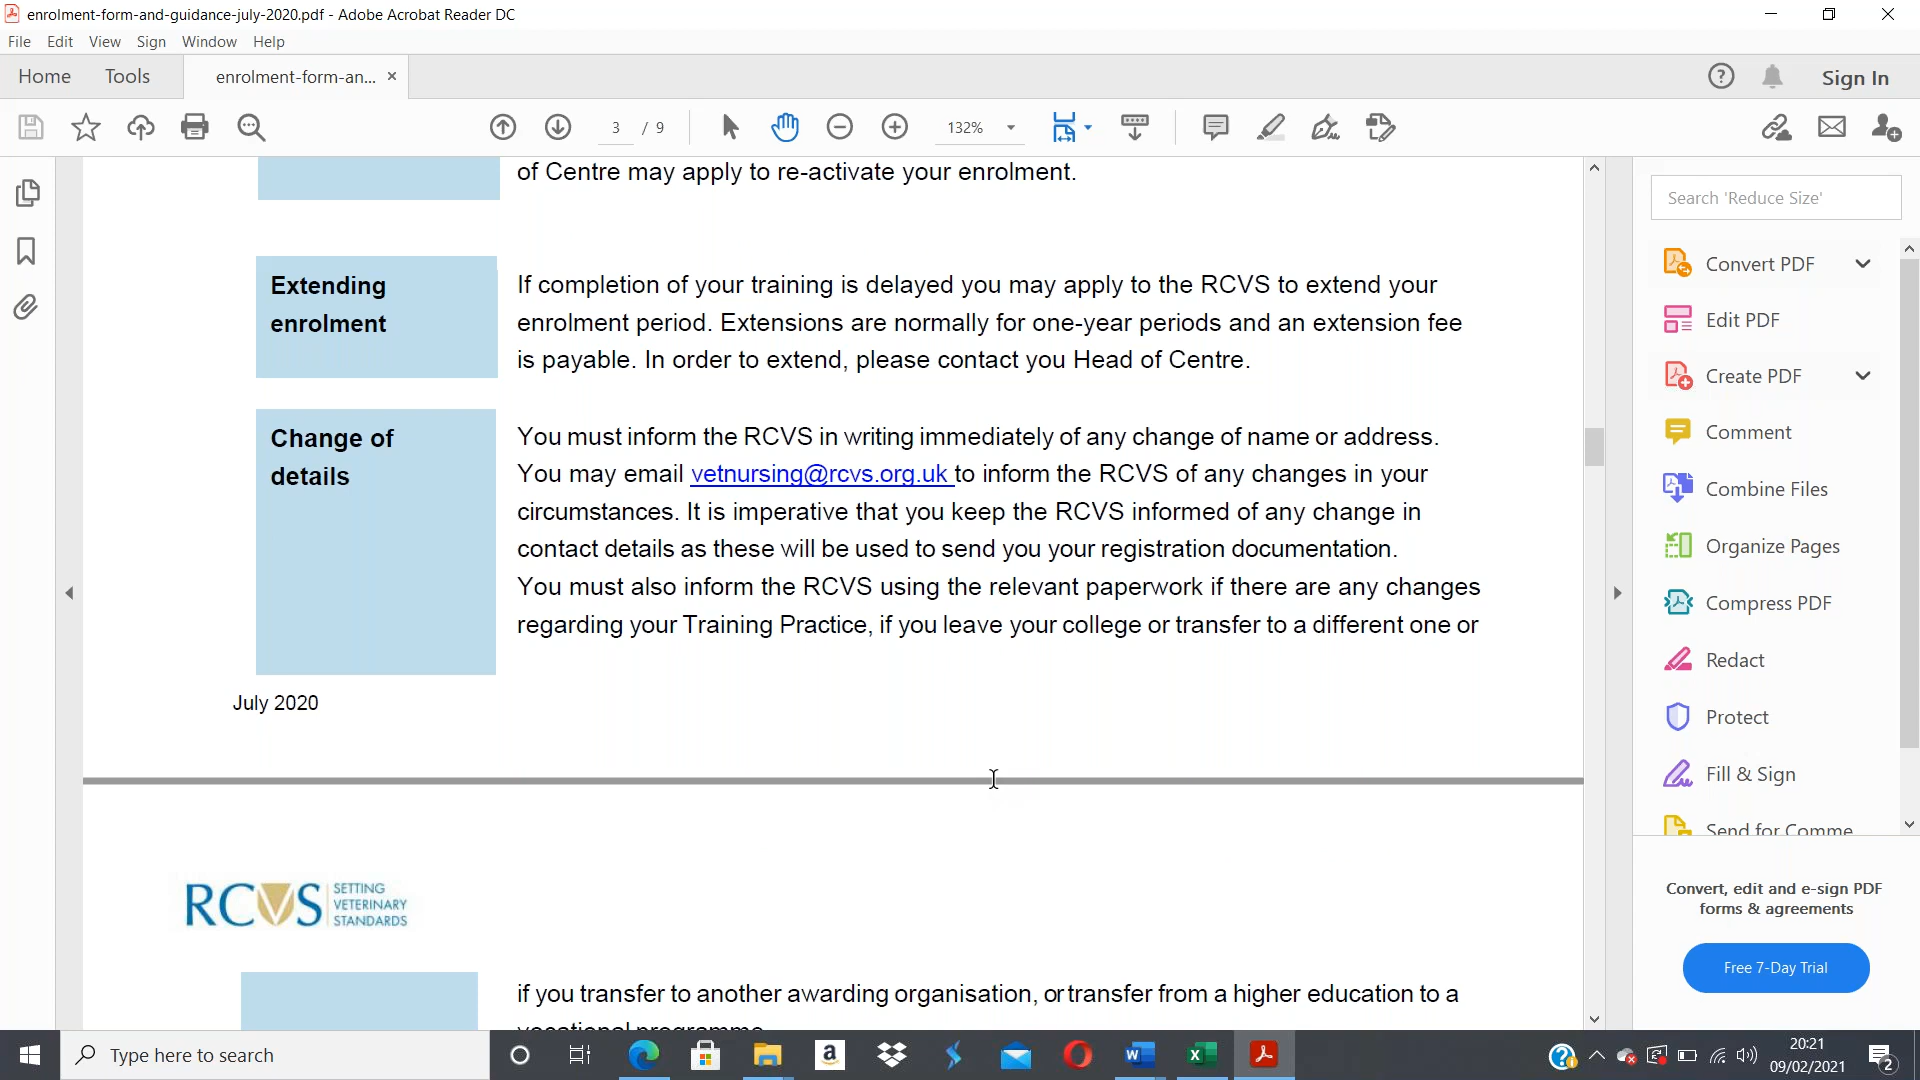 enrolment-form-and-guidance-july-2020.pdf - Adobe Acrobat Reader DC
File Edit View Sign Window Help
Home Tools enrolment-form-an... × Sign In
3 / 9 132%
of Centre may apply to re-activate your enrolment.
Extending
enrolment
If completion of your training is delayed you may apply to the RCVS to extend your
enrolment period. Extensions are normally for one-year periods and an extension fee
is payable. In order to extend, please contact you Head of Centre.
Change of
details
You must inform the RCVS in writing immediately of any change of name or address.
You may email vetnursing@rcvs.org.uk to inform the RCVS of any changes in your
circumstances. It is imperative that you keep the RCVS informed of any change in
contact details as these will be used to send you your registration documentation.
You must also inform the RCVS using the relevant paperwork if there are any changes
regarding your Training Practice, if you leave your college or transfer to a different one or
July 2020
RCVS SETTING
VETERINARY
STANDARDS
if you transfer to another awarding organisation, or transfer from a higher education to a
vocational programme
Search 'Reduce Size'
Convert PDF
Edit PDF
Create PDF
Comment
Combine Files
Organize Pages
Compress PDF
Redact
Protect
Fill & Sign
Send for Comme
Convert, edit and e-sign PDF
forms & agreements
Free 7-Day Trial
Type here to search
20:21
09/02/2021
2